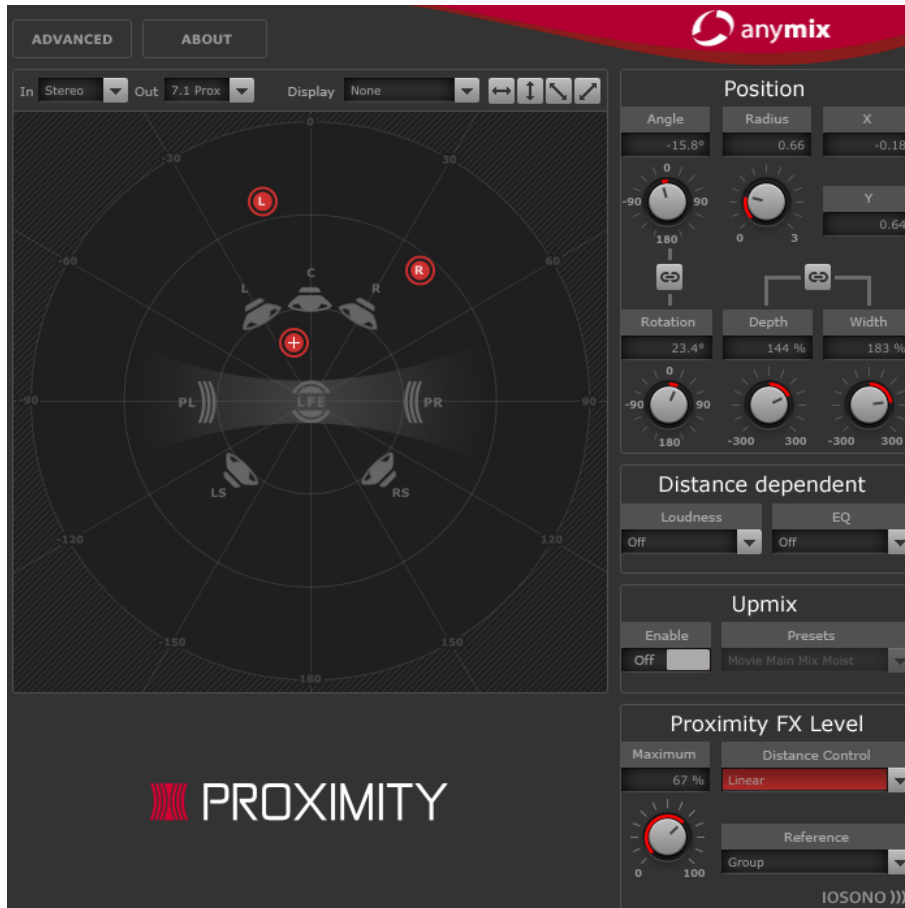 ADVANCED ABOUT anymix
In Stereo Out 7.1 Prox Display None
Position
Angle Radius X
-15.8° 0.66 -0.18
0
-90 90
180
0 3
Y
0.64
Rotation Depth Width
23.4° 144 % 183 %
0
-90 90
180
-300 300
-300 300
0
-30 30
L
R
-60 60
C
L R
-90 PL LFE PR 90
LS RS
-120 120
-150 150
180
Distance dependent
Loudness EQ
Off Off
Upmix
Enable Presets
Off Movie Main Mix Moist
Proximity FX Level
Maximum Distance Control
67 % Linear
0 100
Reference
Group
PROXIMITY
IOSONO